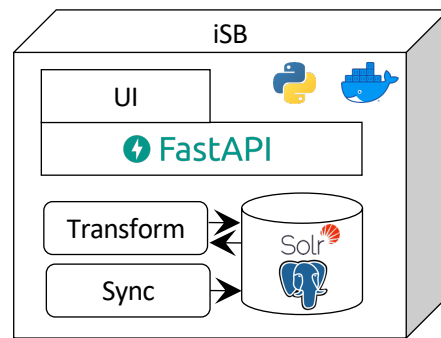 iSB
UI
FastAPI
Transform
Solr
Sync